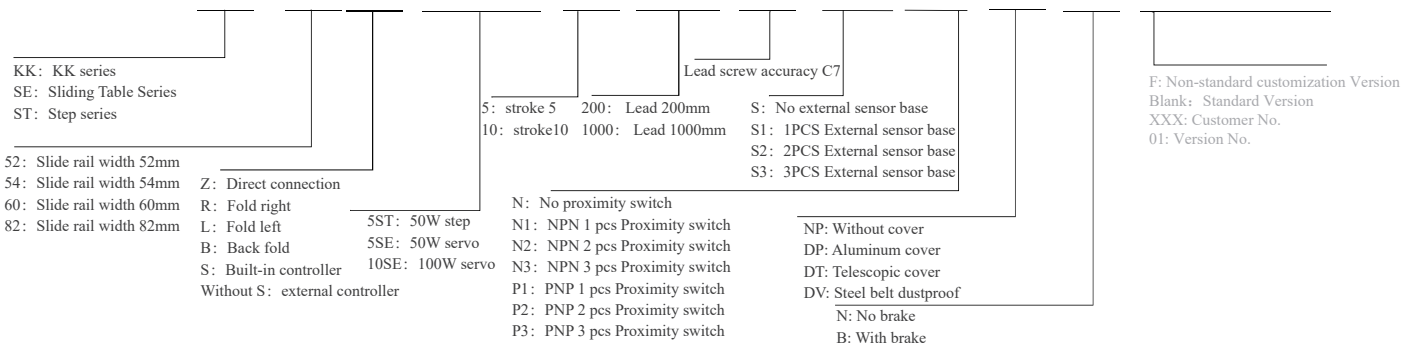 KK：KK series
SE：Sliding Table Series
ST：Step series
52：Slide rail width 52mm
54：Slide rail width 54mm
60：Slide rail width 60mm
82：Slide rail width 82mm
Z：Direct connection
R：Fold right
L：Fold left
B：Back fold
S：Built-in controller
Without S：external controller
5ST：50W step
5SE：50W servo
10SE：100W servo
5：stroke 5
10：stroke10
200：Lead 200mm
1000：Lead 1000mm
Lead screw accuracy C7
S：No external sensor base
S1：1PCS External sensor base
S2：2PCS External sensor base
S3：3PCS External sensor base
N：No proximity switch
N1：NPN 1 pcs Proximity switch
N2：NPN 2 pcs Proximity switch
N3：NPN 3 pcs Proximity switch
P1：PNP 1 pcs Proximity switch
P2：PNP 2 pcs Proximity switch
P3：PNP 3 pcs Proximity switch
NP: Without cover
DP: Aluminum cover
DT: Telescopic cover
DV: Steel belt dustproof
N: No brake
B: With brake
F: Non-standard customization Version
Blank：Standard Version
XXX: Customer No.
01: Version No.